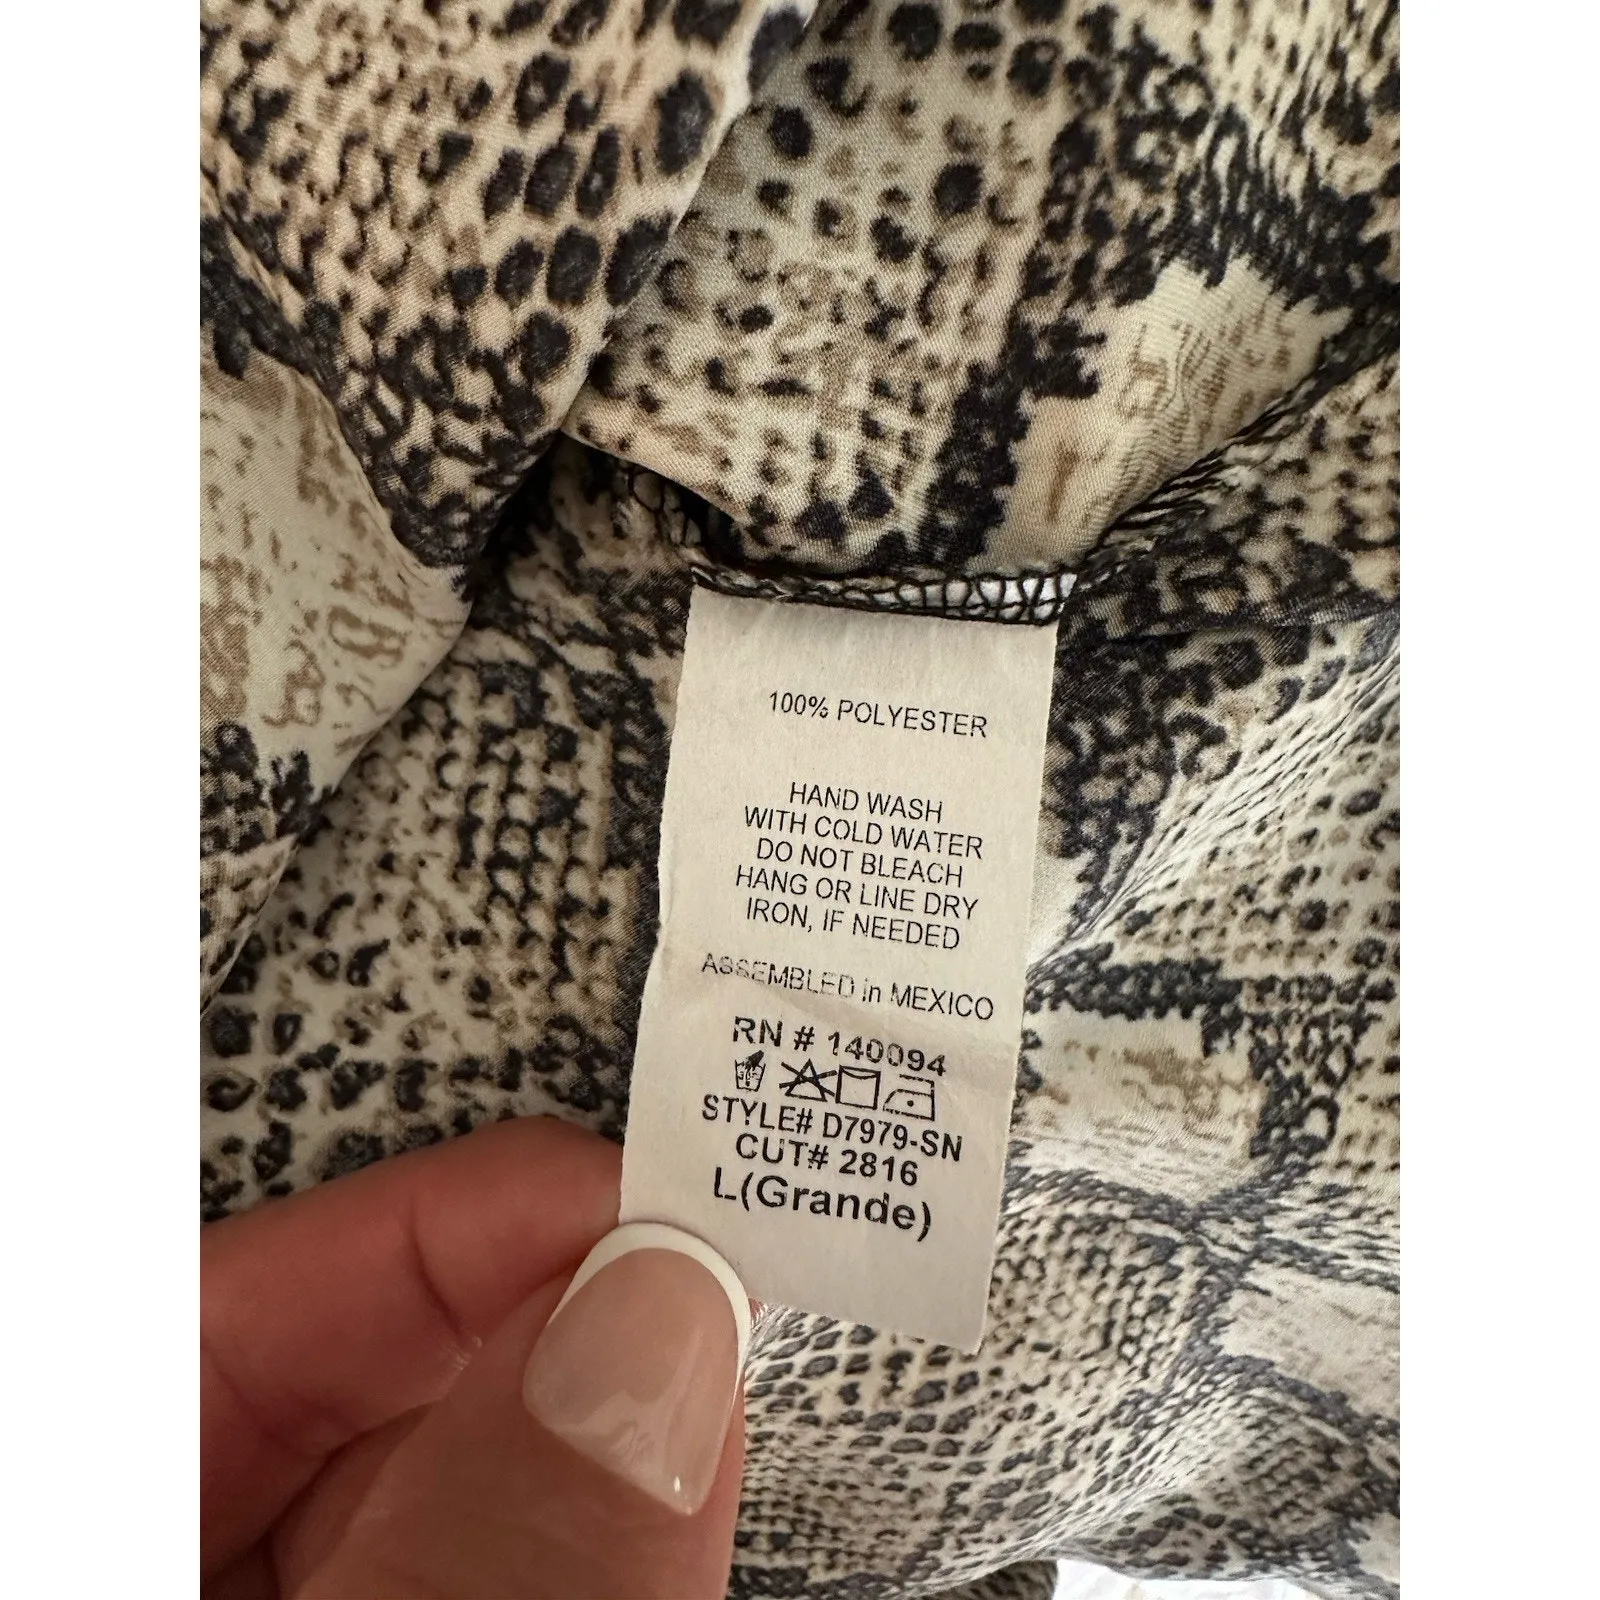 100% POLYESTER
HAND WASH
WITH COLD WATER
DO NOT BLEACH
HANG OR LINE DRY
IRON, IF NEEDED
ASSEMBLED in MEXICO
RN # 140094
STYLE# D7979-SN
CUT# 2816
L(Grande)